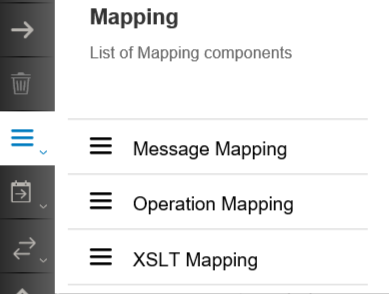 Mapping
List of Mapping components
Message Mapping
Operation Mapping
XSLT Mapping